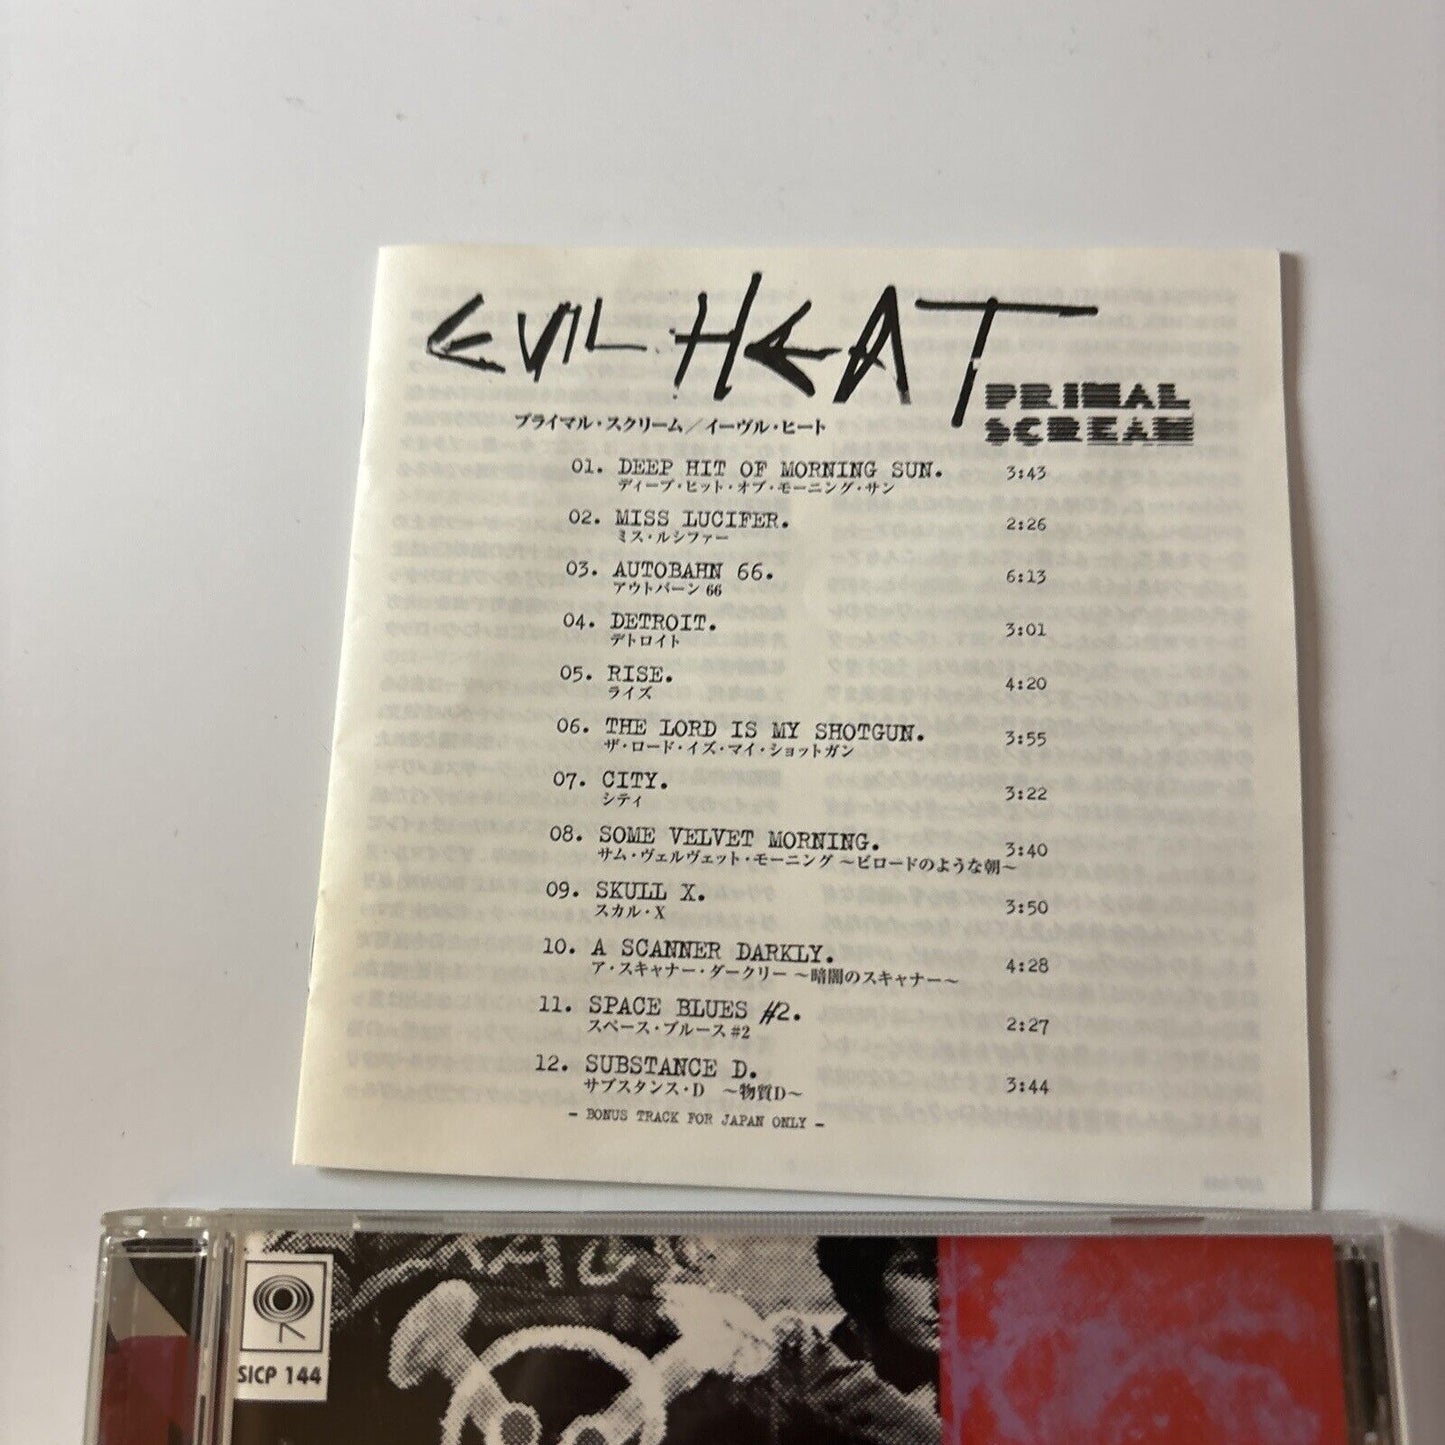 EVIL HEAT
PRIMAL
SCREAM
プライマル・スクリーム／イーヴル・ヒート
01. DEEP HIT OF MORNING SUN. 3:43
ディープ・ヒット・オブ・モーニング・サン
02. MISS LUCIFER. 2:26
ミス・ルシファー
03. AUTOBAHN 66. 6:13
アウトバーン 66
04. DETROIT. 3:01
デトロイト
05. RISE. 4:20
ライズ
06. THE LORD IS MY SHOTGUN. 3:55
ザ・ロード・イズ・マイ・ショットガン
07. CITY. 3:22
シティ
08. SOME VELVET MORNING. 3:40
サム・ヴェルヴェット・モーニング 〜ビロードのような朝〜
09. SKULL X. 3:50
スカル・X
10. A SCANNER DARKLY. 4:28
ア・スキャナー・ダークリー 〜暗闇のスキャナー〜
11. SPACE BLUES #2. 2:27
スペース・ブルース #2
12. SUBSTANCE D. 3:44
サブスタンス・D 〜物質D〜
- BONUS TRACK FOR JAPAN ONLY -
SICP 144